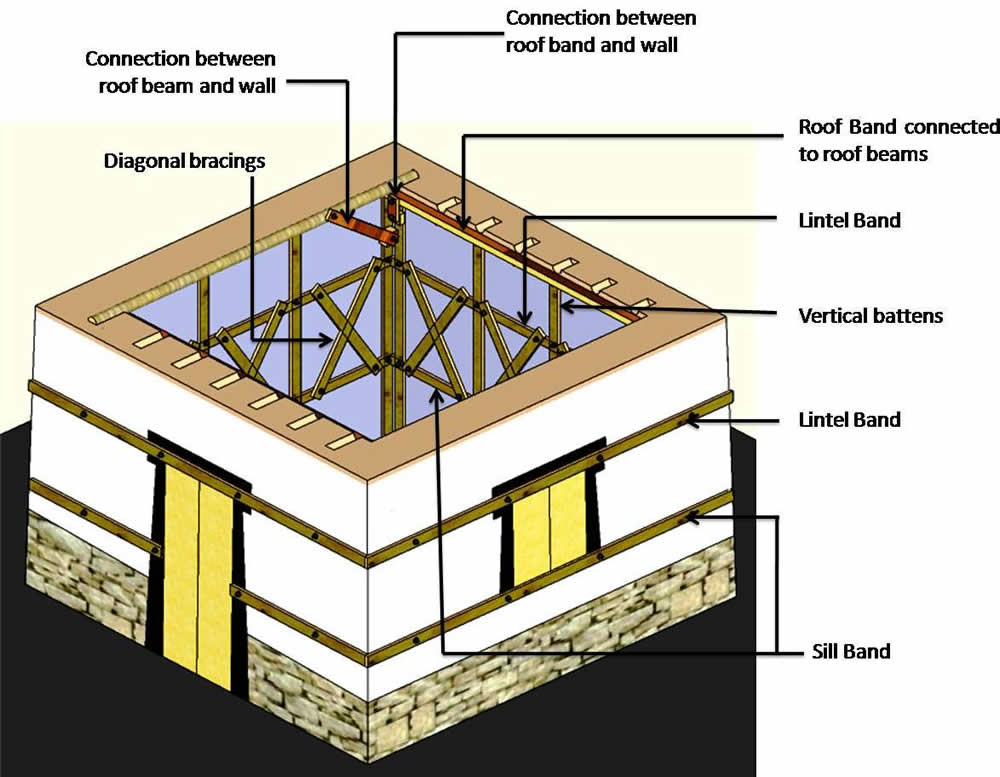 Connection between
roof band and wall
Connection between
roof beam and wall
Roof Band connected
to roof beams
Diagonal bracings
Lintel Band
Vertical battens
Lintel Band
Sill Band